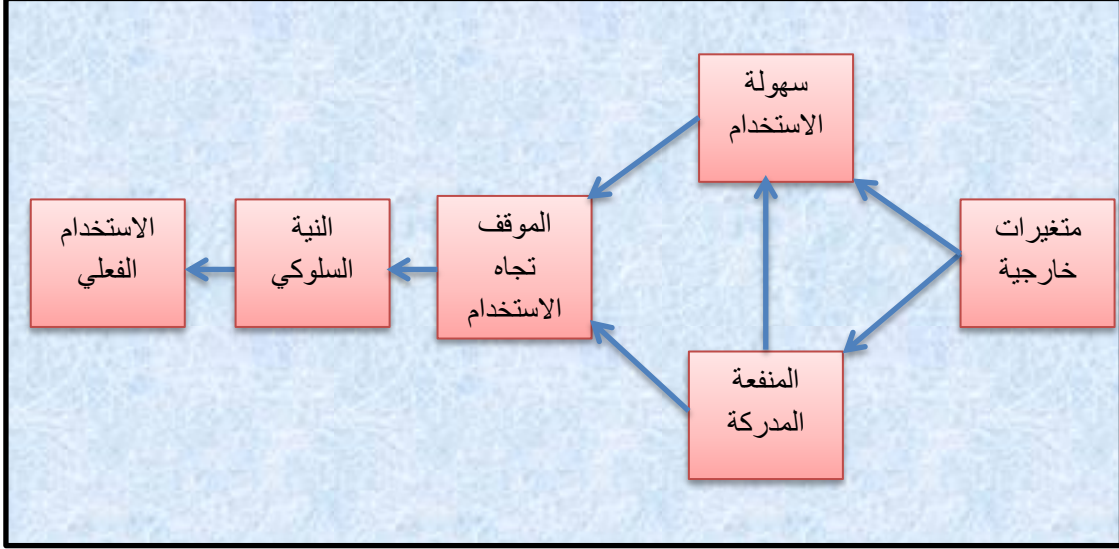 سهولة
الاستخدام
متغيرات
خارجية
الموقف
تجاه
الاستخدام
النية
السلوكي
الاستخدام
الفعلي
المنفعة
المدركة